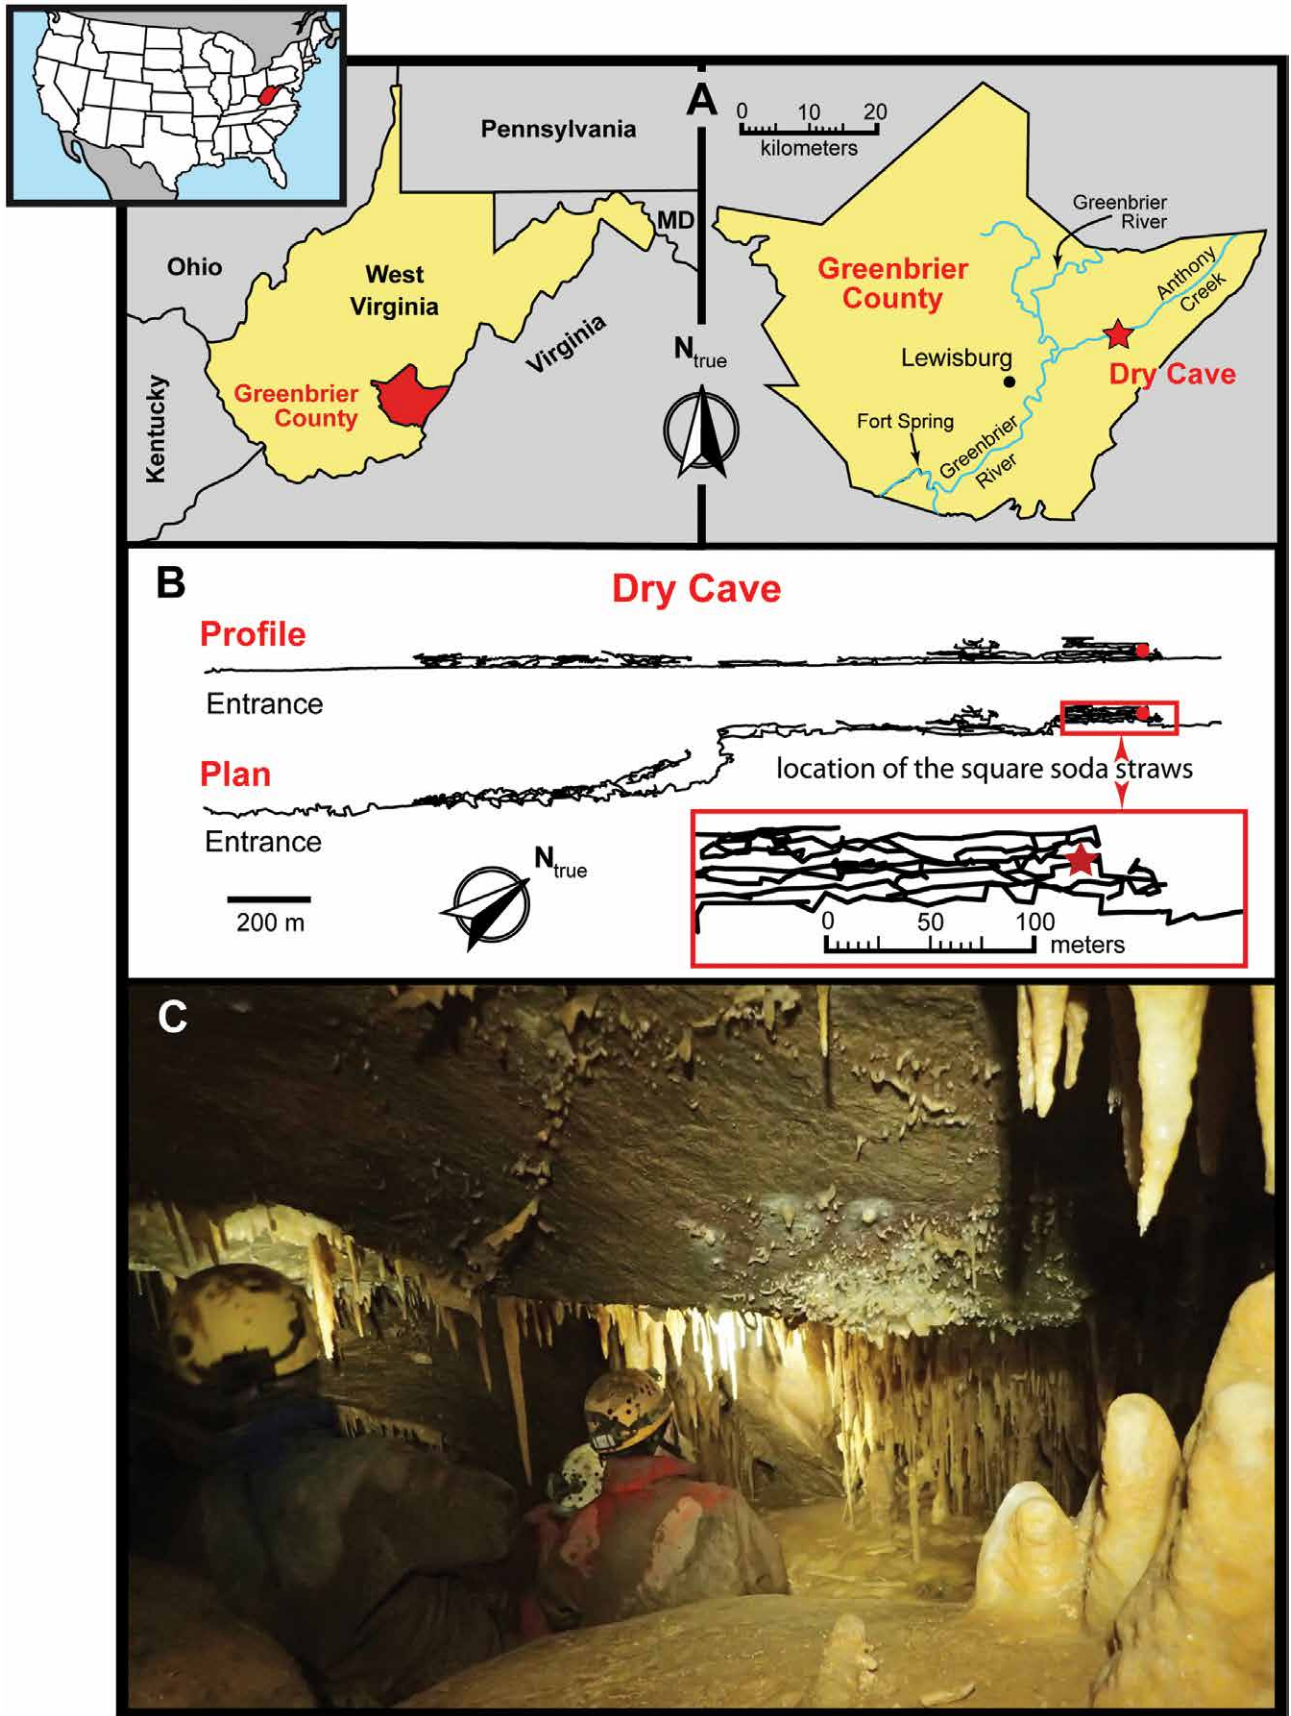 A
0 10 20
kilometers
Pennsylvania
MD
Ohio
West
Virginia
Virginia
Kentucky
Greenbrier
County
Ntrue
Greenbrier
River
Greenbrier
County
Anthony
Creek
Lewisburg
Dry Cave
Fort Spring
Greenbrier
River
B
Dry Cave
Profile
Entrance
Plan
location of the square soda straws
Entrance
Ntrue
200 m
0 50 100
meters
C